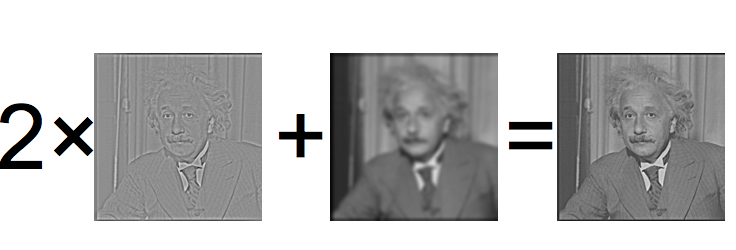 2× + =